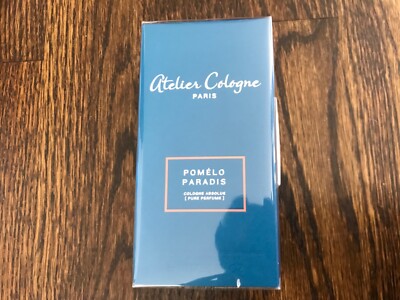 Atelier Cologne
PARIS
POMÉLO
PARADIS
COLOGNE ABSOLUE
[ PURE PERFUME ]